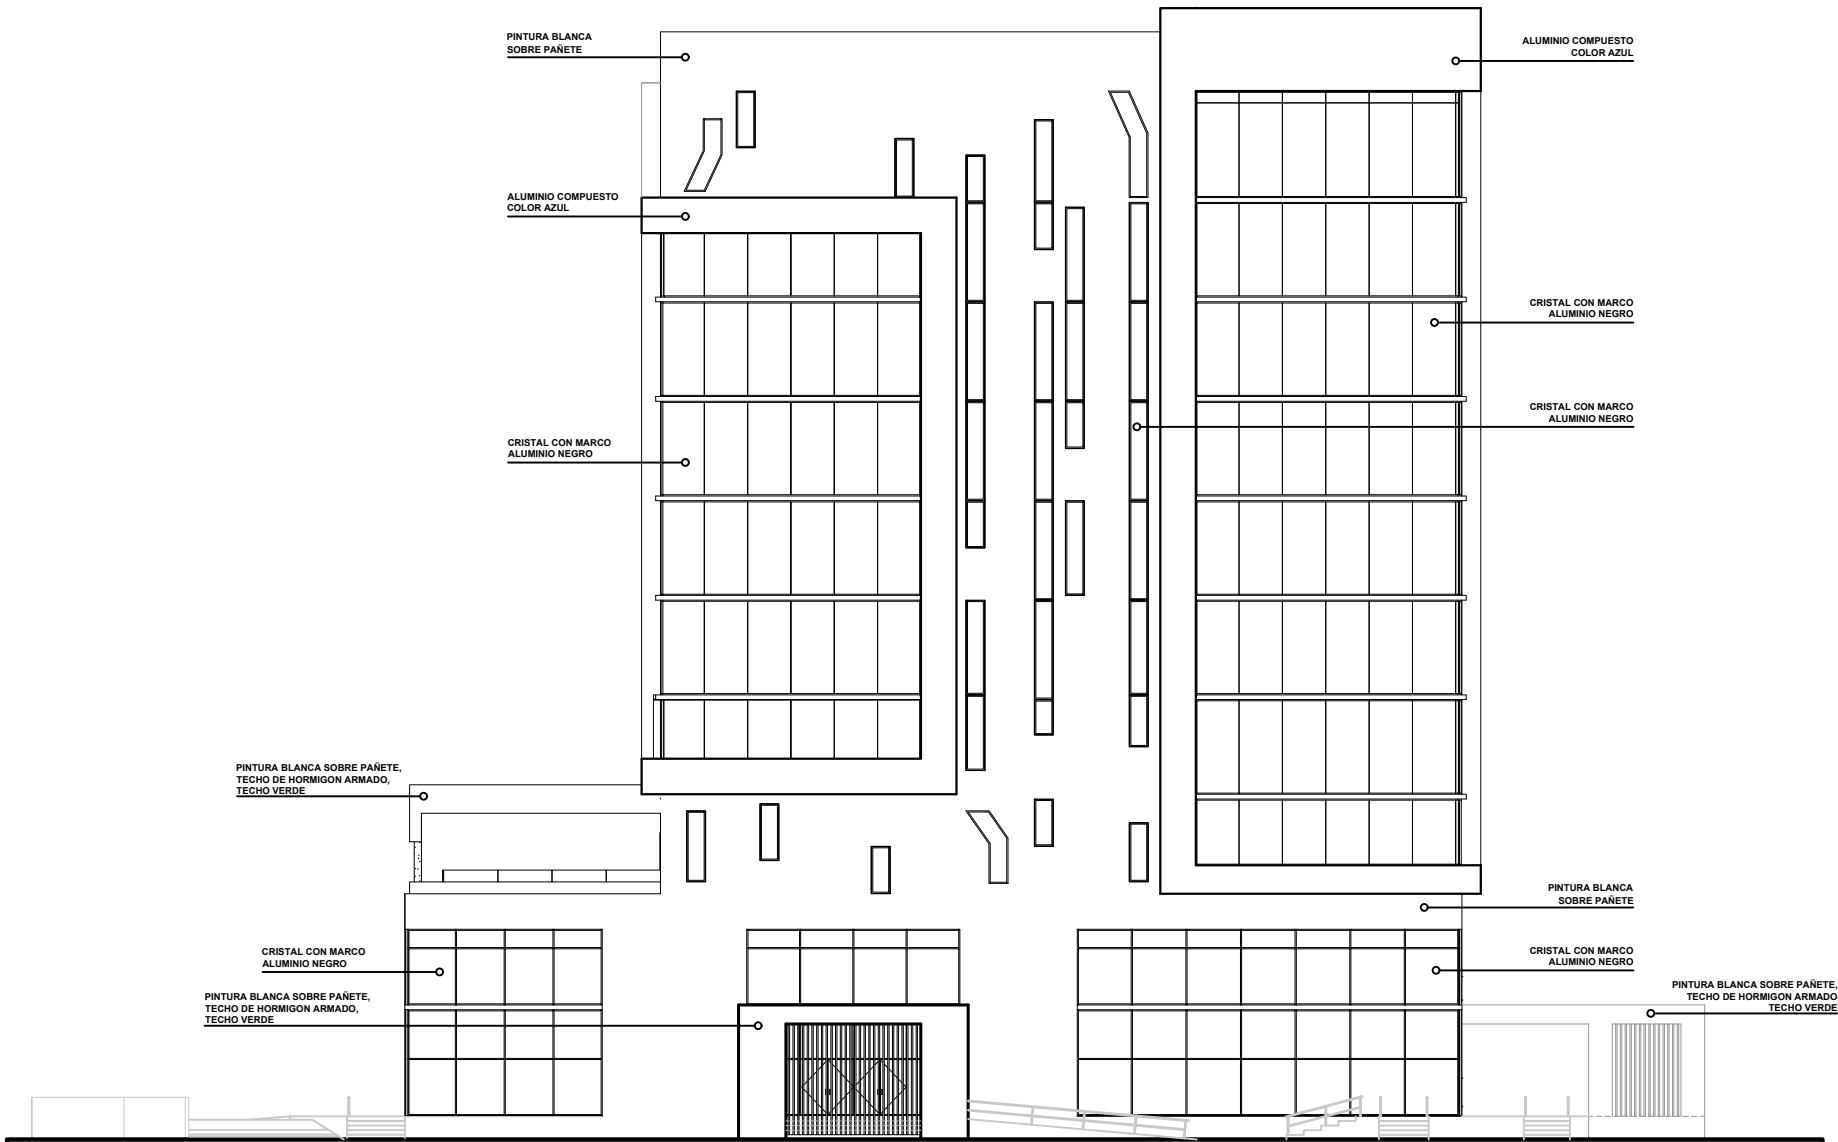 PINTURA BLANCA
SOBRE PAÑETE
ALUMINIO COMPUESTO
COLOR AZUL
ALUMINIO COMPUESTO
COLOR AZUL
CRISTAL CON MARCO
ALUMINIO NEGRO
CRISTAL CON MARCO
ALUMINIO NEGRO
CRISTAL CON MARCO
ALUMINIO NEGRO
PINTURA BLANCA SOBRE PAÑETE,
TECHO DE HORMIGON ARMADO,
TECHO VERDE
PINTURA BLANCA
SOBRE PAÑETE
CRISTAL CON MARCO
ALUMINIO NEGRO
CRISTAL CON MARCO
ALUMINIO NEGRO
PINTURA BLANCA SOBRE PAÑETE,
TECHO DE HORMIGON ARMADO,
TECHO VERDE
PINTURA BLANCA SOBRE PAÑETE,
TECHO DE HORMIGON ARMADO
TECHO VERDE